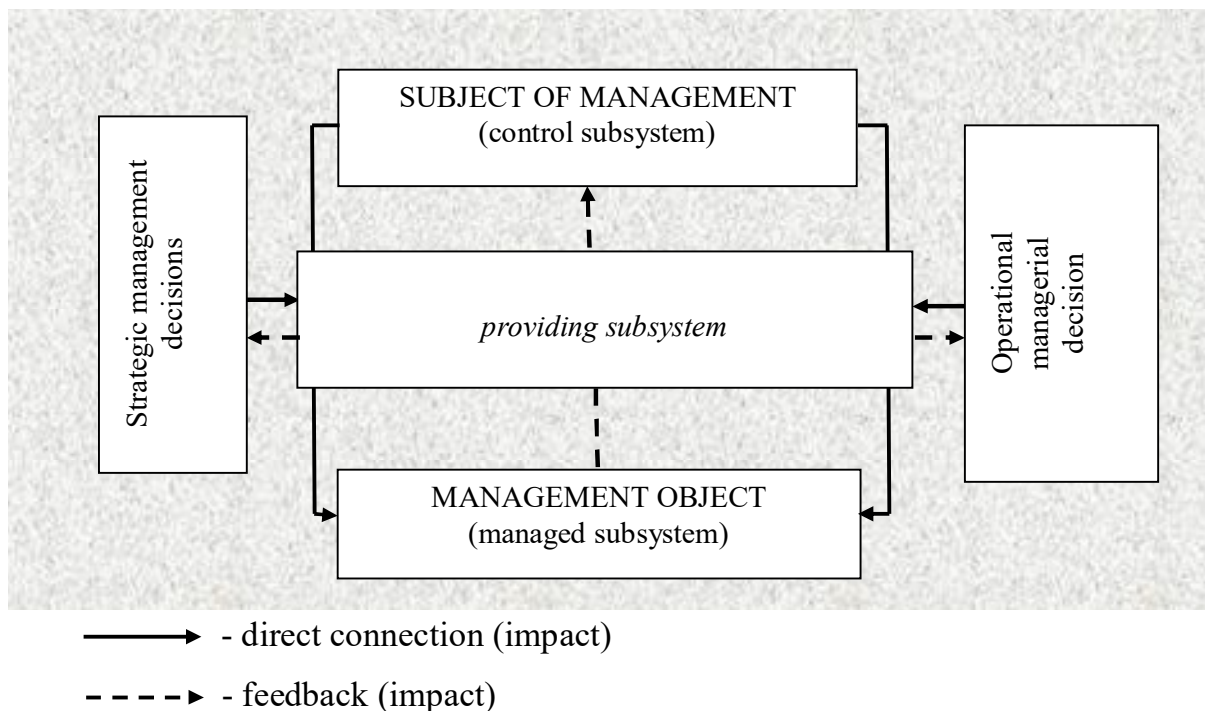 SUBJECT OF MANAGEMENT
(control subsystem)
Strategic management
decisions
providing subsystem
Operational
managerial
decision
MANAGEMENT OBJECT
(managed subsystem)
- direct connection (impact)
- feedback (impact)